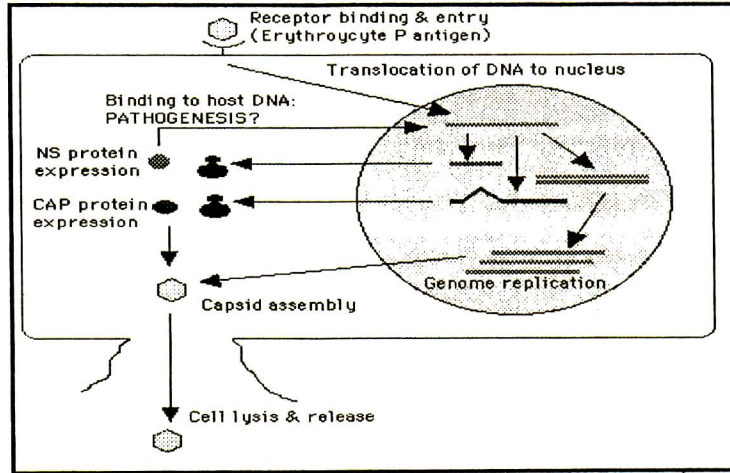 Receptor binding & entry
(Erythroycyte P antigen)
Translocation of DNA to nucleus
Binding to host DNA:
PATHOGENESIS?
NS protein
expression
CAP protein
expression
Genome replication
Capsid assembly
Cell lysis & release